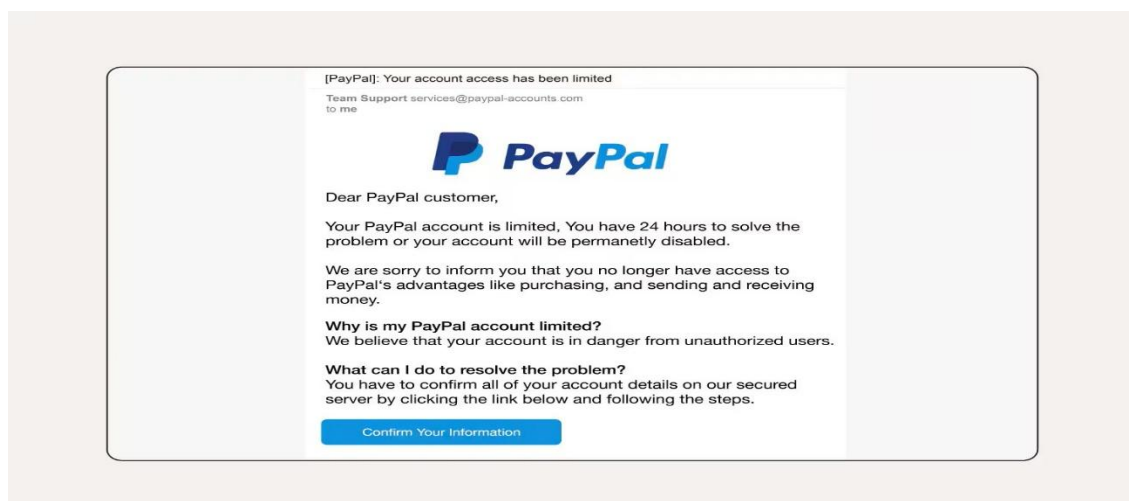 [PayPal]: Your account access has been limited
Team Support services@paypal-accounts.com
to me
PayPal
Dear PayPal customer,
Your PayPal account is limited, You have 24 hours to solve the
problem or your account will be permanetly disabled.
We are sorry to inform you that you no longer have access to
PayPal‘s advantages like purchasing, and sending and receiving
money.
Why is my PayPal account limited?
We believe that your account is in danger from unauthorized users.
What can I do to resolve the problem?
You have to confirm all of your account details on our secured
server by clicking the link below and following the steps.
Confirm Your Information